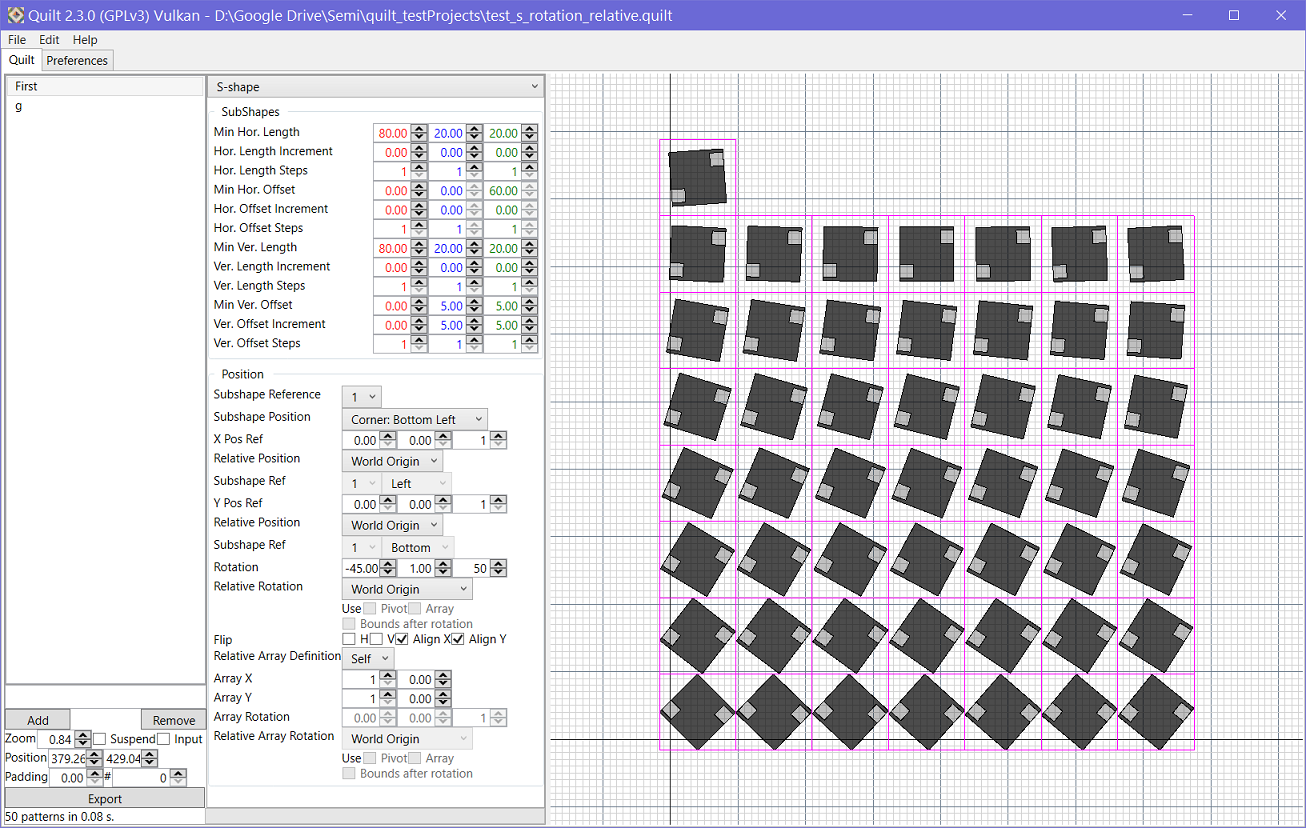 Quilt 2.3.0 (GPLv3) Vulkan - D:\Google Drive\Semi\quilt_testProjects\test_s_rotation_relative.quilt
File Edit Help
Quilt Preferences
First
g
S-shape
SubShapes
Min Hor. Length 80.00 20.00 20.00
Hor. Length Increment 0.00 0.00 0.00
Hor. Length Steps 1 1 1
Min Hor. Offset 0.00 0.00 60.00
Hor. Offset Increment 0.00 0.00 0.00
Hor. Offset Steps 1 1 1
Min Ver. Length 80.00 20.00 20.00
Ver. Length Increment 0.00 0.00 0.00
Ver. Length Steps 1 1 1
Min Ver. Offset 0.00 5.00 5.00
Ver. Offset Increment 0.00 5.00 5.00
Ver. Offset Steps 1 1 1
Position
Subshape Reference 1
Subshape Position Corner: Bottom Left
X Pos Ref 0.00 0.00 1
Relative Position World Origin
Subshape Ref 1 Left
Y Pos Ref 0.00 0.00 1
Relative Position World Origin
Subshape Ref 1 Bottom
Rotation -45.00 1.00 50
Relative Rotation World Origin
Use Pivot Array
Bounds after rotation
Flip H V Align X Align Y
Relative Array Definition Self
Array X 1 0.00
Array Y 1 0.00
Array Rotation 0.00 0.00 1
Relative Array Rotation World Origin
Use Pivot Array
Bounds after rotation
Add Remove
Zoom 0.84 Suspend Input
Position 379.26 429.04
Padding 0.00 # 0
Export
50 patterns in 0.08 s.